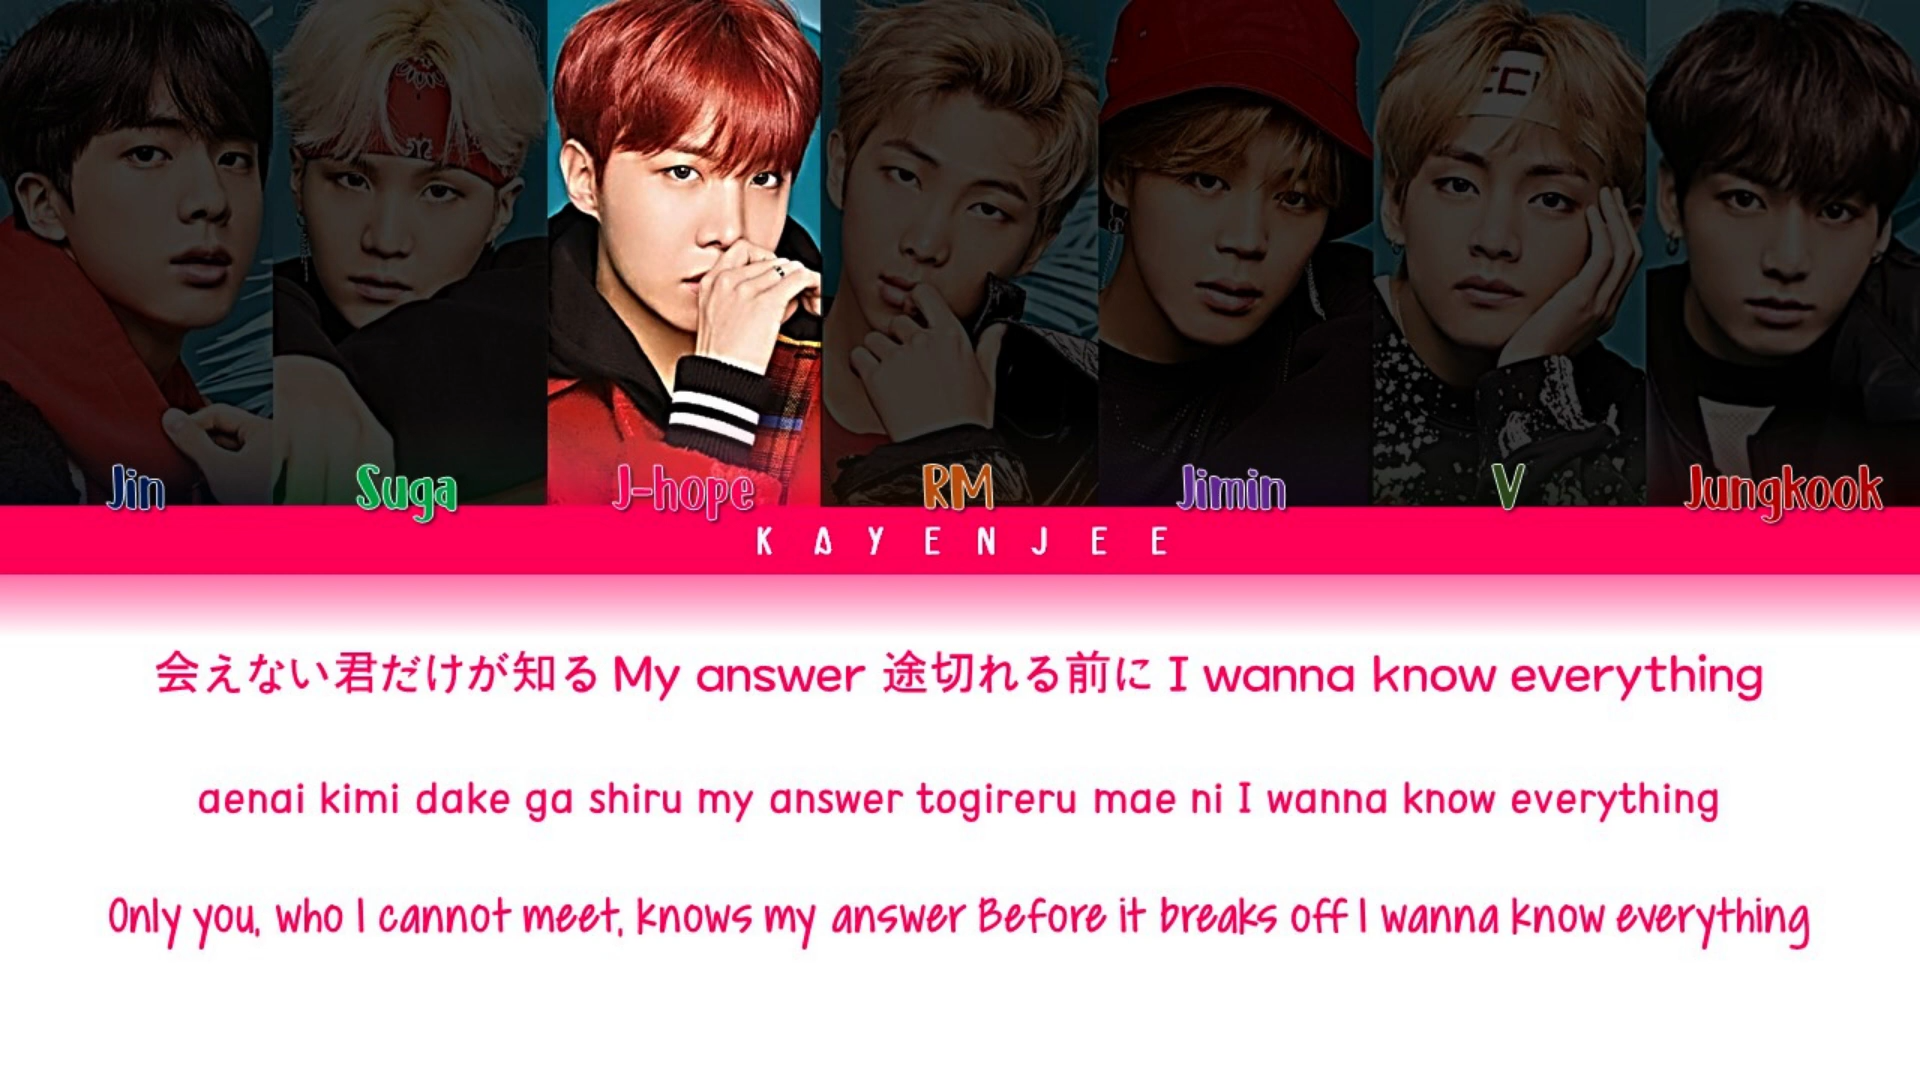 Jin Suga J-hope RM Jimin V Jungkook
KAYENJEE
会えない君だけが知る My answer 途切れる前に I wanna know everything
aenai kimi dake ga shiru my answer togireru mae ni I wanna know everything
Only you, who I cannot meet, knows my answer Before it breaks off I wanna know everything